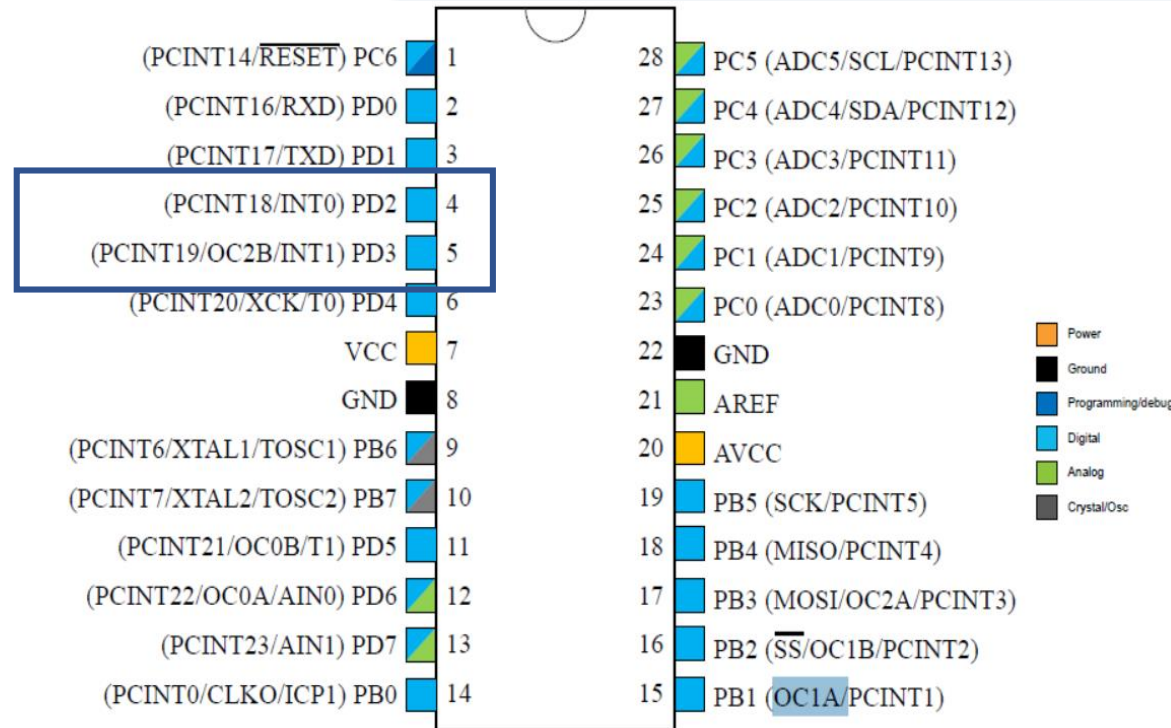 (PCINT14/RESET) PC6 1
(PCINT16/RXD) PD0 2
(PCINT17/TXD) PD1 3
(PCINT18/INT0) PD2 4
(PCINT19/OC2B/INT1) PD3 5
(PCINT20/XCK/T0) PD4 6
VCC 7
GND 8
(PCINT6/XTAL1/TOSC1) PB6 9
(PCINT7/XTAL2/TOSC2) PB7 10
(PCINT21/OC0B/T1) PD5 11
(PCINT22/OC0A/AIN0) PD6 12
(PCINT23/AIN1) PD7 13
(PCINT0/CLKO/ICP1) PB0 14
28 PC5 (ADC5/SCL/PCINT13)
27 PC4 (ADC4/SDA/PCINT12)
26 PC3 (ADC3/PCINT11)
25 PC2 (ADC2/PCINT10)
24 PC1 (ADC1/PCINT9)
23 PC0 (ADC0/PCINT8)
22 GND
21 AREF
20 AVCC
19 PB5 (SCK/PCINT5)
18 PB4 (MISO/PCINT4)
17 PB3 (MOSI/OC2A/PCINT3)
16 PB2 (SS/OC1B/PCINT2)
15 PB1 (OC1A/PCINT1)
Power
Ground
Programming/debug
Digital
Analog
Crystal/Osc